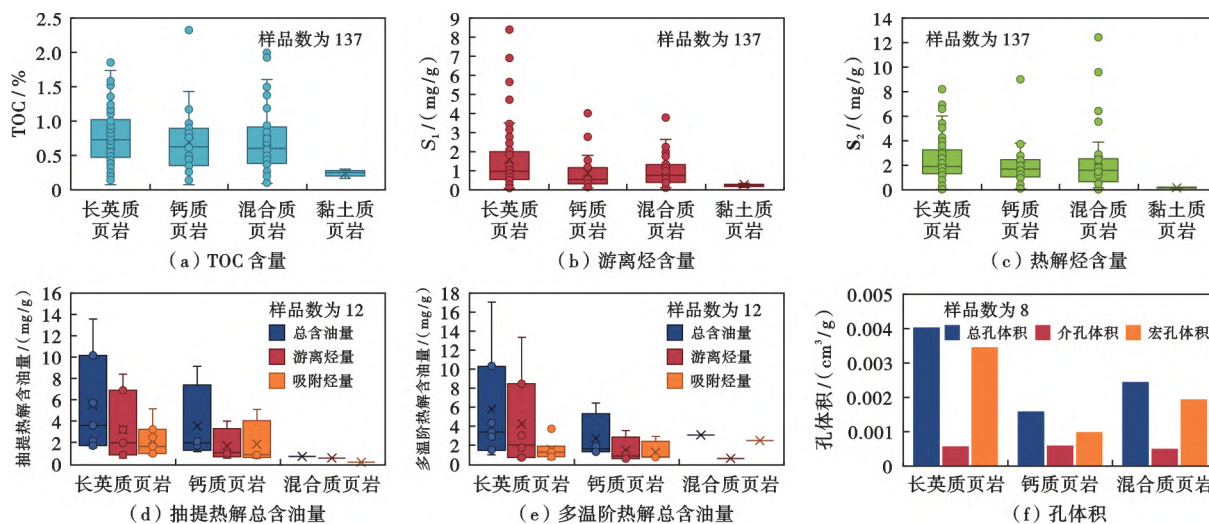 2.5
2.0
1.5
1.0
0.5
0
TOC / %
样品数为 137
长英质页岩
钙质页岩
混合质页岩
黏土质页岩
(a) TOC 含量
9
8
7
6
5
4
3
2
1
0
S₁ / (mg/g)
样品数为 137
长英质页岩
钙质页岩
混合质页岩
黏土质页岩
(b) 游离烃含量
14
12
10
8
6
4
2
0
S₂ / (mg/g)
样品数为 137
长英质页岩
钙质页岩
混合质页岩
黏土质页岩
(c) 热解烃含量
16
14
12
10
8
6
4
2
0
抽提热解含油量 / (mg/g)
样品数为 12
总含油量
游离烃量
吸附烃量
长英质页岩 钙质页岩 混合质页岩
(d) 抽提热解总含油量
18
16
14
12
10
8
6
4
2
0
多温阶热解含油量 / (mg/g)
样品数为 12
总含油量
游离烃量
吸附烃量
长英质页岩 钙质页岩 混合质页岩
(e) 多温阶热解总含油量
0.005
0.004
0.003
0.002
0.001
0
孔体积 / (cm³/g)
样品数为 8
总孔体积 介孔体积 宏孔体积
长英质页岩 钙质页岩 混合质页岩
(f) 孔体积